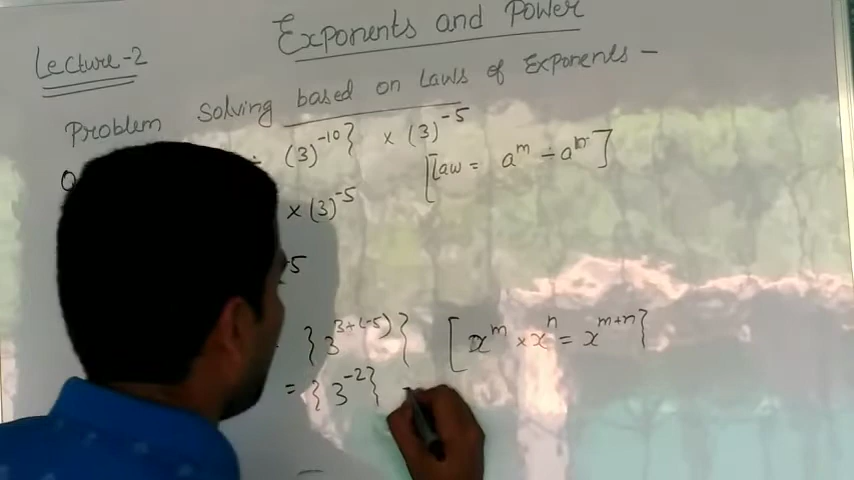 Lecture-2
Exponents and Power
Problem Solving based on Laws of Exponents -
Q ÷ (3)^-10} × (3)^-5
[Law = a^m ÷ a^n]
× (3)^-5
-5
{3^3+(-5)} [x^m × x^n = x^m+n}
= {3^-2}